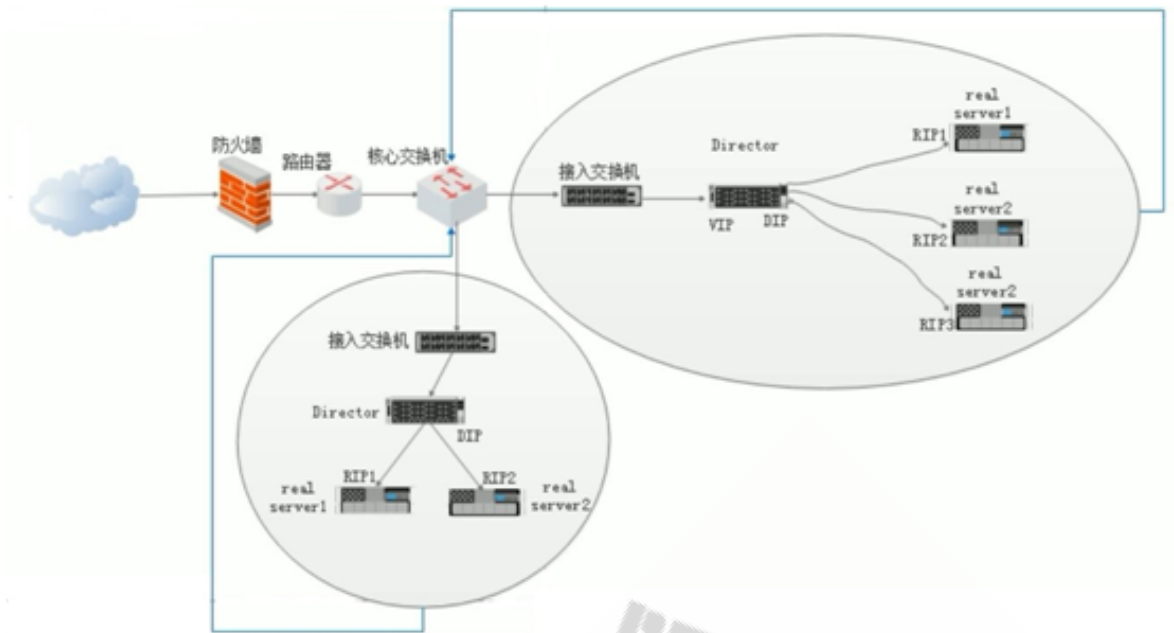 防火墙
路由器
核心交换机
接入交换机
Director
VIP
DIP
real
server1
RIP1
real
server2
RIP2
real
server2
RIP3
接入交换机
Director
DIP
RIP1
real
server1
RIP2
real
server2